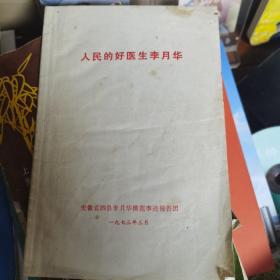 人民的好医生李月华
安徽省泗县李月华模范事迹报告团
一九七二年三月